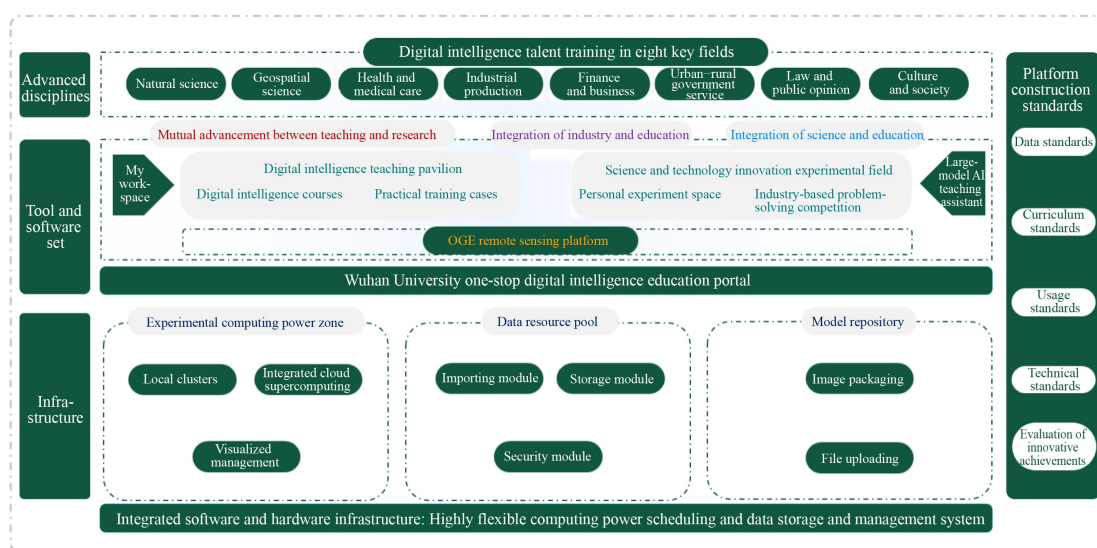 Digital intelligence talent training in eight key fields
Advanced
disciplines
Natural science
Geospatial
science
Health and
medical care
Industrial
production
Finance
and business
Urban–rural
government
service
Law and
public opinion
Culture
and society
Platform
construction
standards
Data standards
Curriculum
standards
Usage
standards
Technical
standards
Evaluation of
innovative
achievements
Mutual advancement between teaching and research
Integration of industry and education
Integration of science and education
Tool and
software
set
My
work-
space
Digital intelligence teaching pavilion
Digital intelligence courses
Practical training cases
Science and technology innovation experimental field
Personal experiment space
Industry-based problem-
solving competition
Large-
model AI
teaching
assistant
OGE remote sensing platform
Wuhan University one-stop digital intelligence education portal
Infra-
structure
Experimental computing power zone
Local clusters
Integrated cloud
supercomputing
Visualized
management
Data resource pool
Importing module
Storage module
Security module
Model repository
Image packaging
File uploading
Integrated software and hardware infrastructure: Highly flexible computing power scheduling and data storage and management system